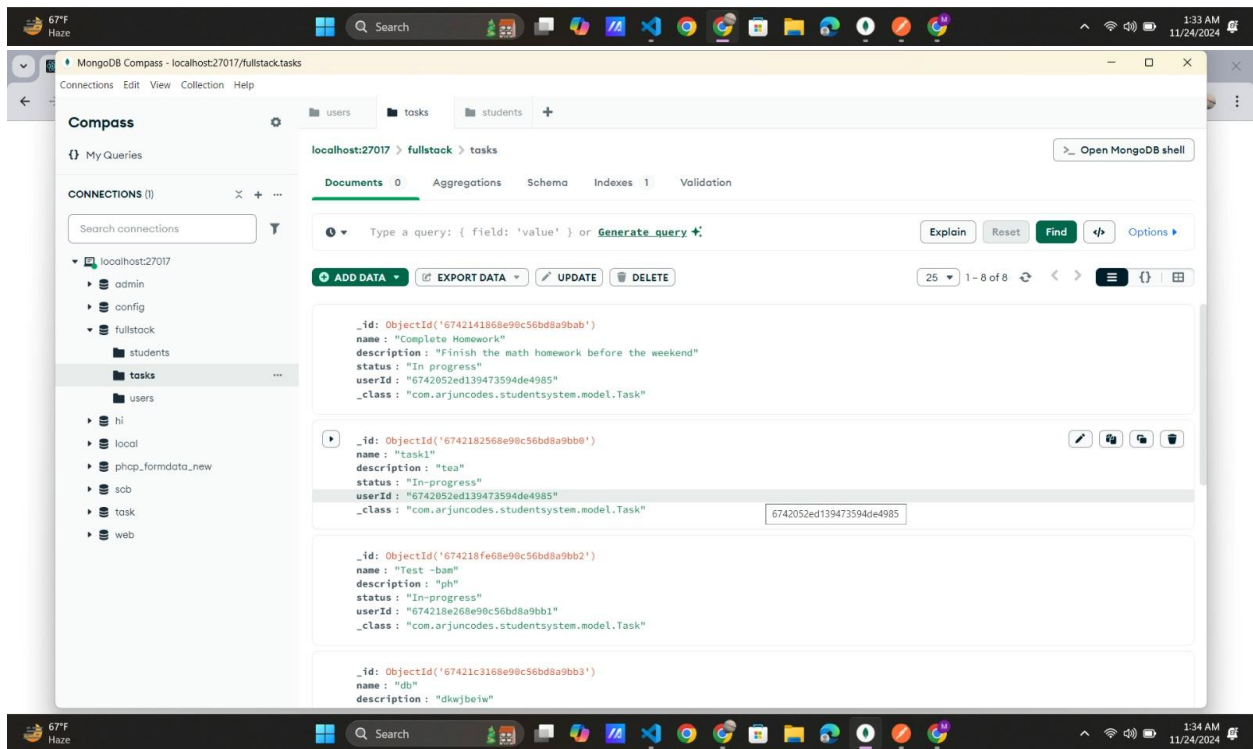 67°F
Haze
Search
1:33 AM
11/24/2024
MongoDB Compass - localhost:27017/fullstack.tasks
Connections Edit View Collection Help
Compass
{} My Queries
CONNECTIONS (1)
Search connections
localhost:27017
admin
config
fullstack
students
tasks
users
hi
local
phcp_formdata_new
scb
task
web
users tasks students
localhost:27017 > fullstack > tasks
>_ Open MongoDB shell
Documents 0 Aggregations Schema Indexes 1 Validation
Type a query: { field: 'value' } or Generate query
Explain Reset Find </> Options
ADD DATA EXPORT DATA UPDATE DELETE
25 1 – 8 of 8 {}
_id: ObjectId('6742141868e90c56bd8a9bab')
name : "Complete Homework"
description : "Finish the math homework before the weekend"
status : "In progress"
userId : "6742052ed139473594de4985"
_class : "com.arjuncodes.studentsystem.model.Task"
_id: ObjectId('6742182568e90c56bd8a9bb0')
name : "task1"
description : "tea"
status : "In-progress"
userId : "6742052ed139473594de4985"
_class : "com.arjuncodes.studentsystem.model.Task"
6742052ed139473594de4985
_id: ObjectId('674218fe68e90c56bd8a9bb2')
name : "Test -bam"
description : "ph"
status : "In-progress"
userId : "674218e268e90c56bd8a9bb1"
_class : "com.arjuncodes.studentsystem.model.Task"
_id: ObjectId('67421c3168e90c56bd8a9bb3')
name : "db"
description : "dkwjbeiw"
67°F
Haze
Search
1:34 AM
11/24/2024